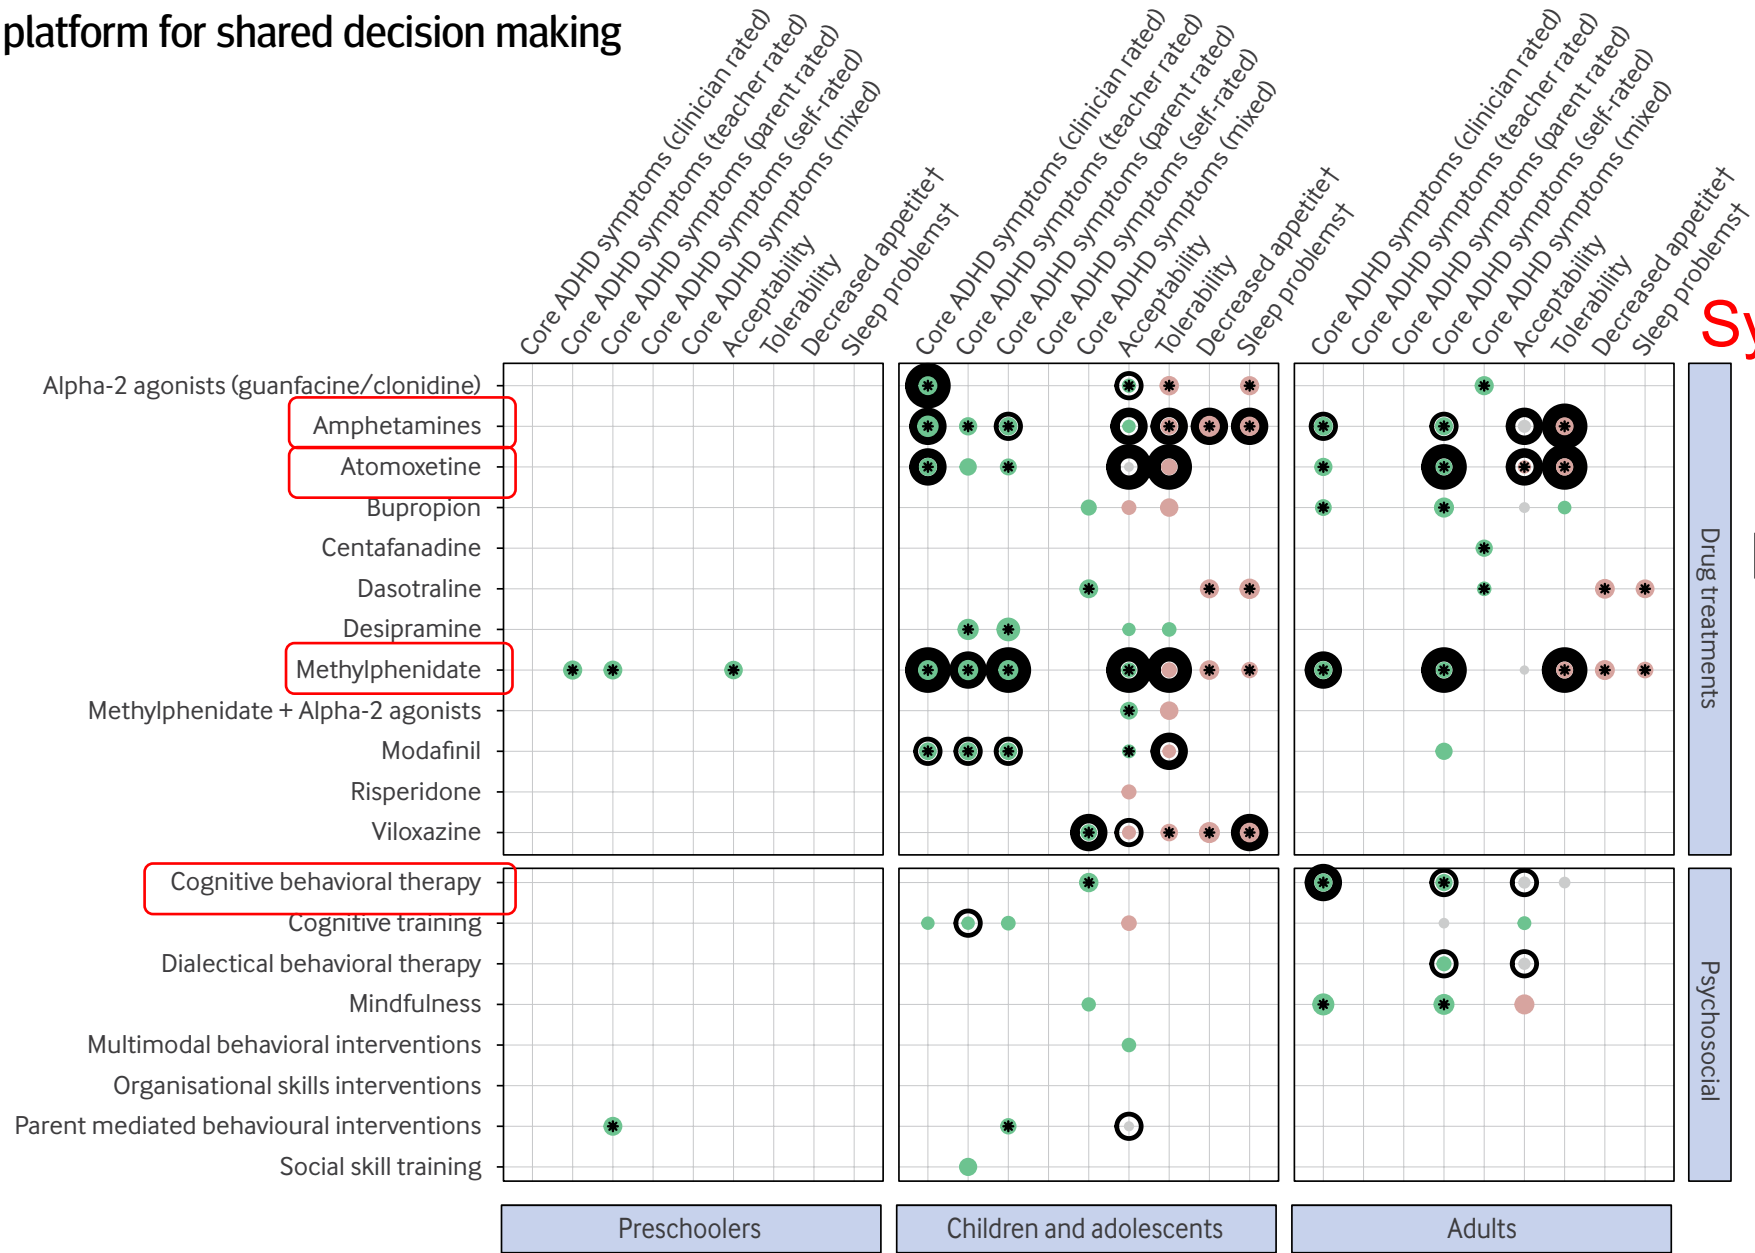 platform for shared decision making
Core ADHD symptoms (clinician rated)
Core ADHD symptoms (teacher rated)
Core ADHD symptoms (parent rated)
Core ADHD symptoms (self-rated)
Core ADHD symptoms (mixed)
Acceptability
Tolerability
Decreased appetite†
Sleep problems†
Core ADHD symptoms (clinician rated)
Core ADHD symptoms (teacher rated)
Core ADHD symptoms (parent rated)
Core ADHD symptoms (self-rated)
Core ADHD symptoms (mixed)
Acceptability
Tolerability
Decreased appetite†
Sleep problems†
Core ADHD symptoms (clinician rated)
Core ADHD symptoms (teacher rated)
Core ADHD symptoms (parent rated)
Core ADHD symptoms (self-rated)
Core ADHD symptoms (mixed)
Acceptability
Tolerability
Decreased appetite†
Sleep problems†
Sy
Alpha-2 agonists (guanfacine/clonidine)
Amphetamines
Atomoxetine
Bupropion
Centafanadine
Dasotraline
Desipramine
Methylphenidate
Methylphenidate + Alpha-2 agonists
Modafinil
Risperidone
Viloxazine
Drug treatments
Cognitive behavioral therapy
Cognitive training
Dialectical behavioral therapy
Mindfulness
Multimodal behavioral interventions
Organisational skills interventions
Parent mediated behavioural interventions
Social skill training
Psychosocial
Preschoolers
Children and adolescents
Adults